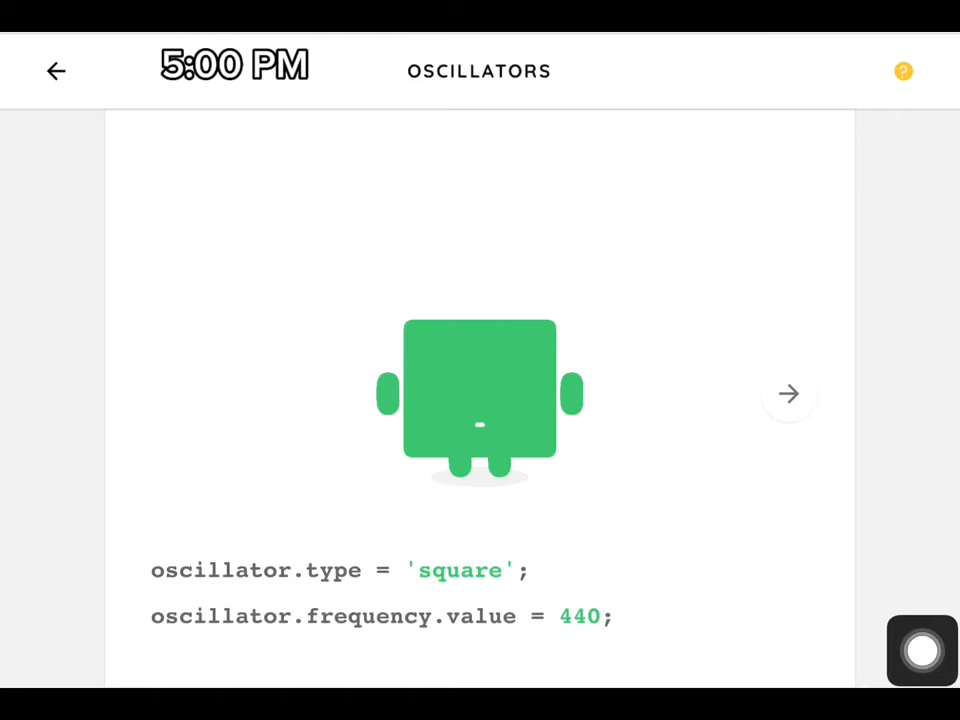 5:00 PM
OSCILLATORS
?
oscillator.type = 'square';
oscillator.frequency.value = 440;